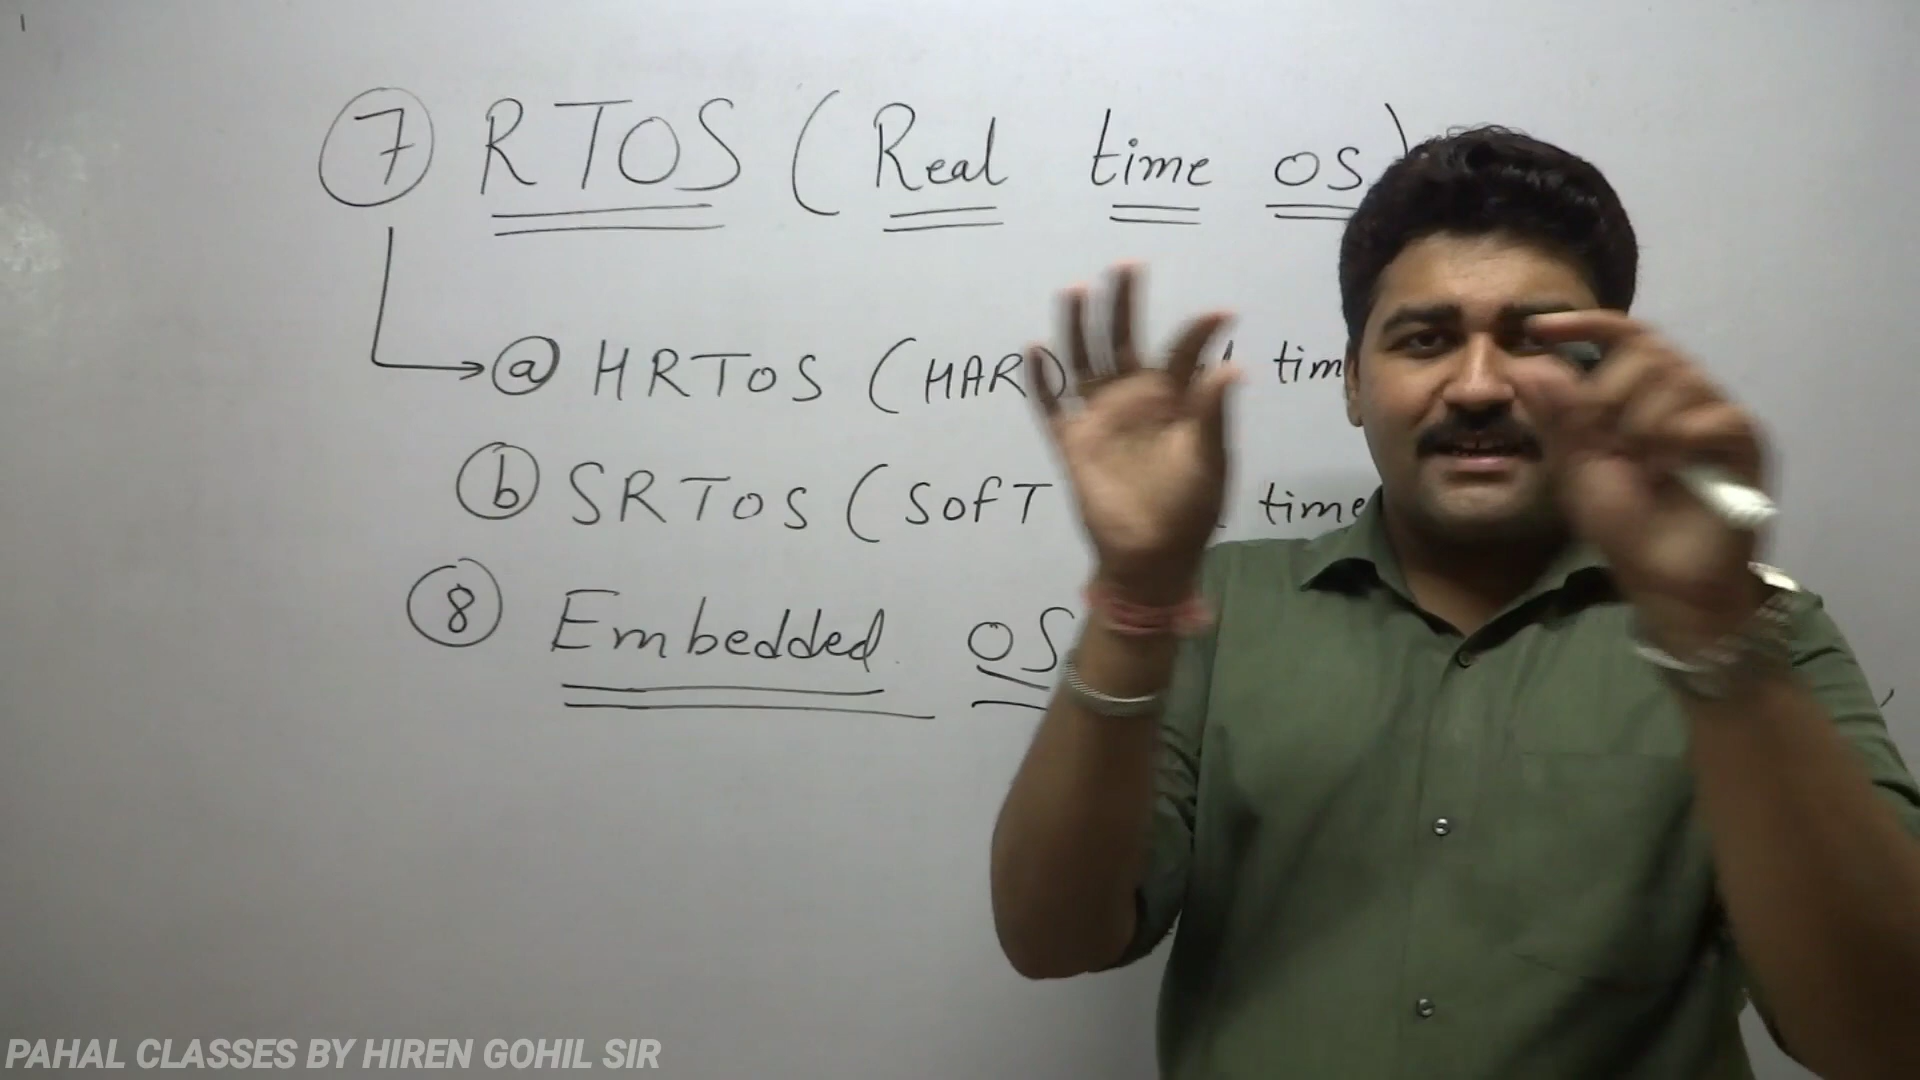 7 RTOS (Real time OS)
a HRTOS (HARD tim
b SRTOS (SOFT time
8 Embedded OS
PAHAL CLASSES BY HIREN GOHIL SIR